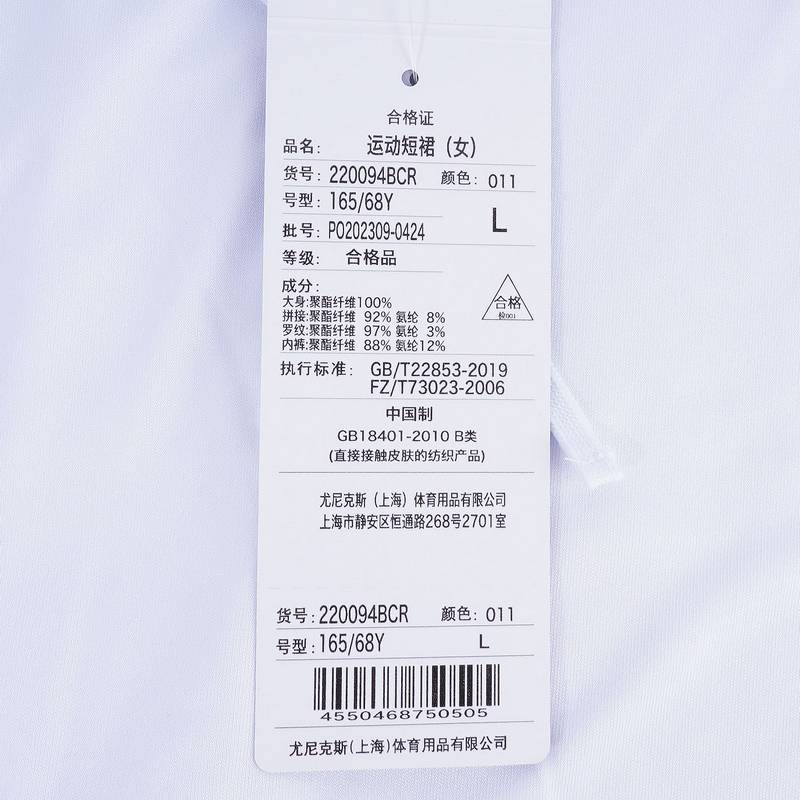 合格证
品名: 运动短裙（女）
货号: 220094BCR 颜色: 011
号型: 165/68Y L
批号: PO202309-0424
等级: 合格品
成分:
大身:聚酯纤维100%
拼接:聚酯纤维 92% 氨纶 8%
罗纹:聚酯纤维 97% 氨纶 3%
内裤:聚酯纤维 88% 氨纶12%
合格
检001
执行标准: GB/T22853-2019
FZ/T73023-2006
中国制
GB18401-2010 B类
(直接接触皮肤的纺织产品)
尤尼克斯（上海）体育用品有限公司
上海市静安区恒通路268号2701室
货号: 220094BCR 颜色: 011
号型: 165/68Y L
4550468750505
尤尼克斯(上海)体育用品有限公司